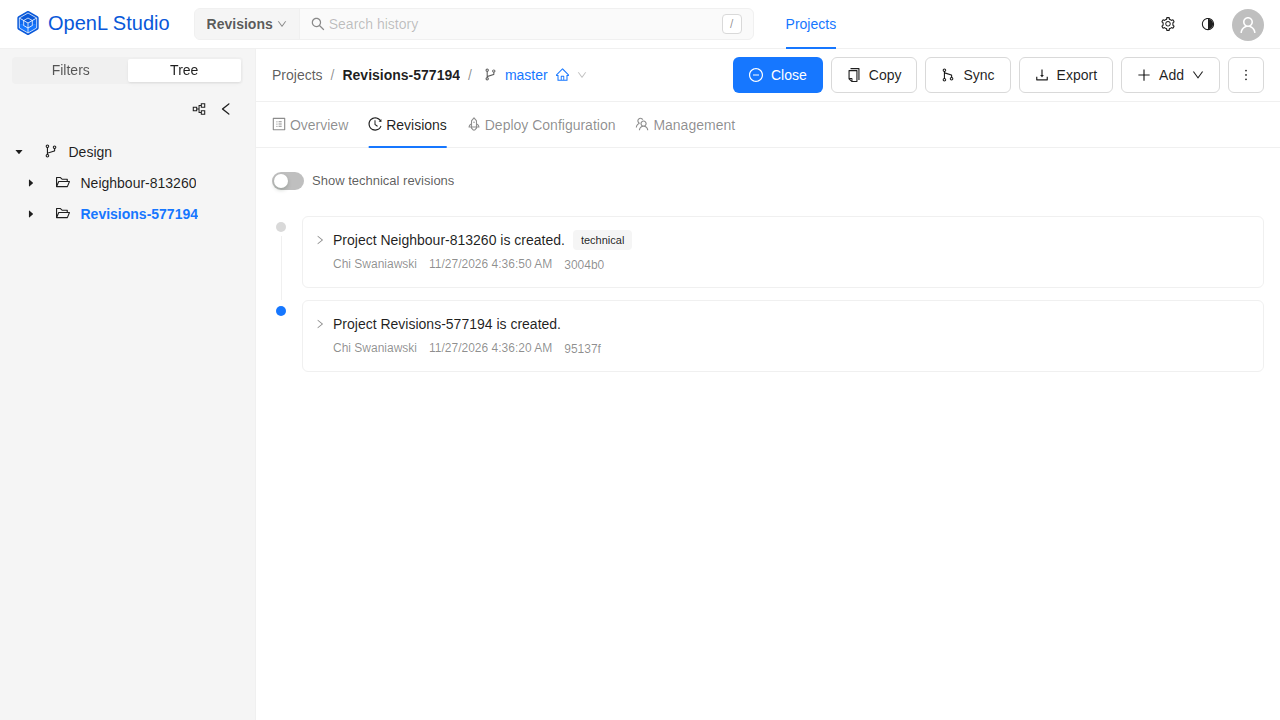 OpenL Studio
Revisions
Search history
/
Projects
Filters
Tree
Design
Neighbour-813260
Revisions-577194
Projects / Revisions-577194 / master
Close
Copy
Sync
Export
Add
Overview
Revisions
Deploy Configuration
Management
Show technical revisions
Project Neighbour-813260 is created. technical
Chi Swaniawski 11/27/2026 4:36:50 AM 3004b0
Project Revisions-577194 is created.
Chi Swaniawski 11/27/2026 4:36:20 AM 95137f